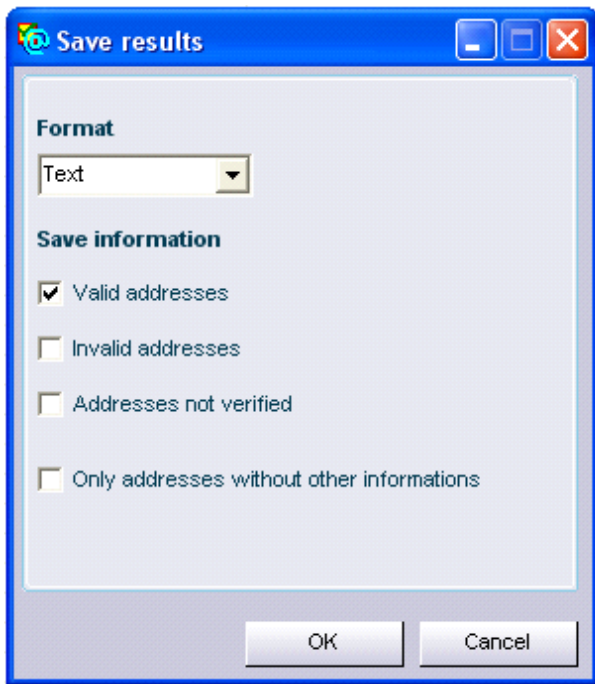 Save results
Format
Text
Save information
Valid addresses
Invalid addresses
Addresses not verified
Only addresses without other informations
OK Cancel